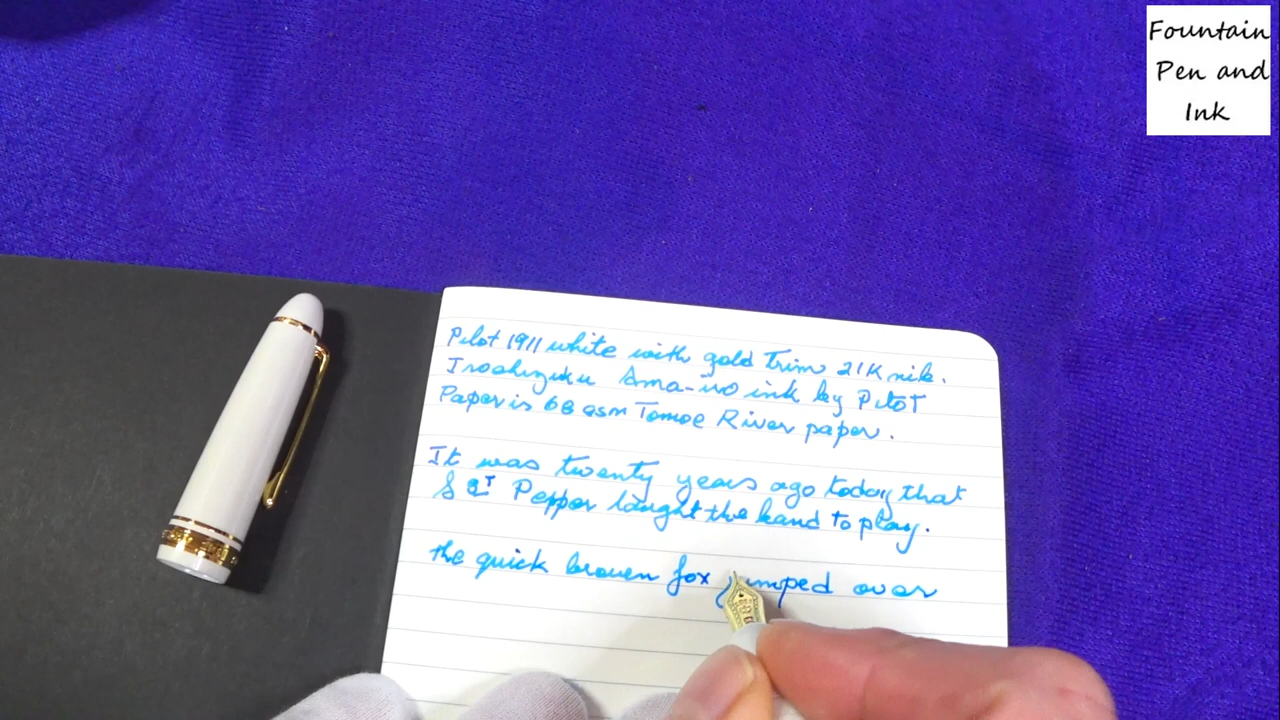 Fountain
Pen and
Ink
Pilot 1911 white with gold Trim 21K nib.
Iroshizuku Ama-iro ink by Pilot
Paper is 68 gsm Tomoe River paper.
It was twenty years ago today that
Sgt Pepper taught the band to play.
the quick brown fox jumped over